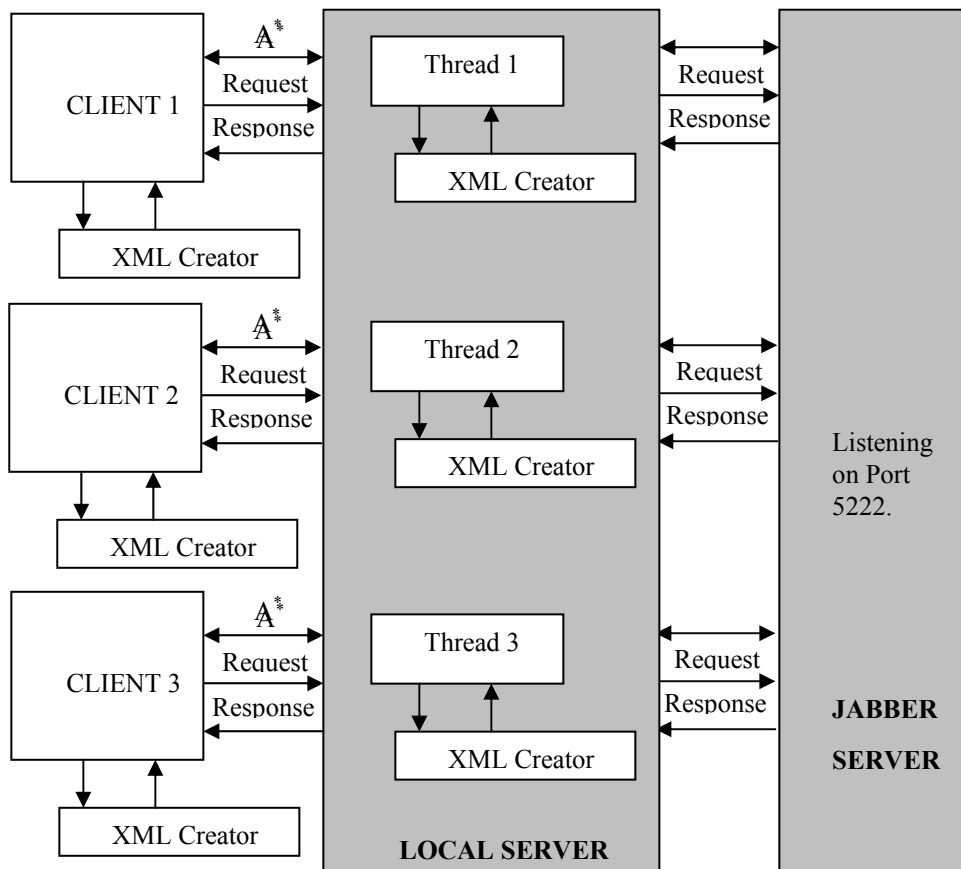 A*
Thread 1
Request
Request
CLIENT 1
Response
Response
XML Creator
XML Creator
A*
Thread 2
Request
Request
CLIENT 2
Response
Response
XML Creator
XML Creator
Listening
on Port
5222.
A*
Thread 3
Request
Request
CLIENT 3
Response
Response
XML Creator
XML Creator
LOCAL SERVER
JABBER
SERVER